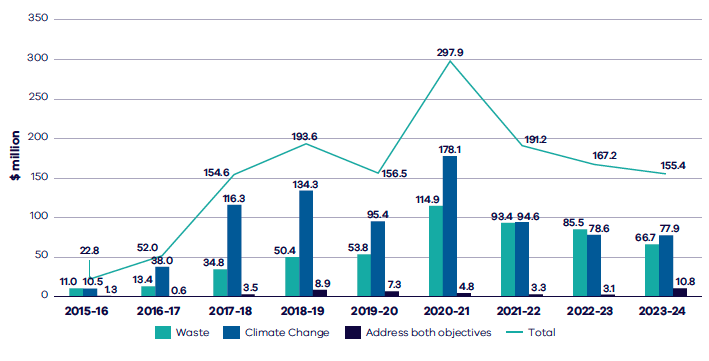 350
300
250
200
150
100
50
0
$ million
22.8
11.0 10.5 1.3
52.0
13.4 38.0 0.6
154.6
34.8 116.3 3.5
193.6
50.4 134.3 8.9
156.5
53.8 95.4 7.3
297.9
114.9 178.1 4.8
191.2
93.4 94.6 3.3
167.2
85.5 78.6 3.1
155.4
66.7 77.9 10.8
2015-16 2016-17 2017-18 2018-19 2019-20 2020-21 2021-22 2022-23 2023-24
Waste Climate Change Address both objectives Total